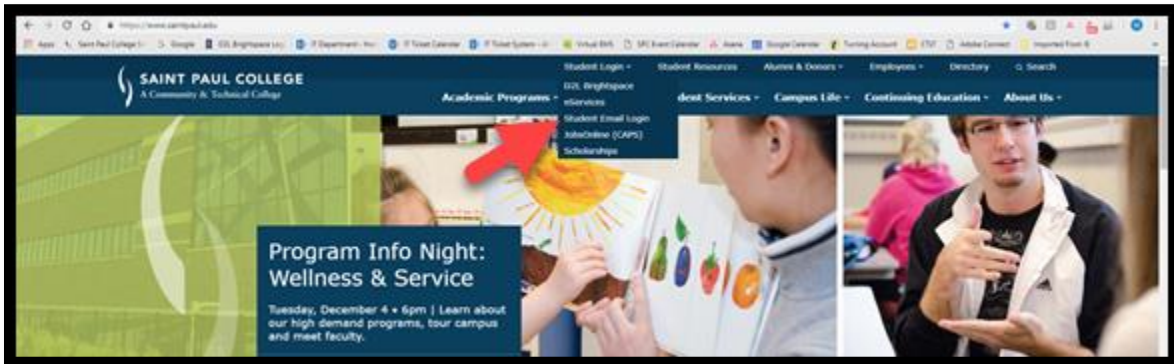 https://www.saintpaul.edu
Apps Saint Paul College Google D2L Brightspace IT Department IT Ticket Calendar IT Ticket System Virtual EMS SPC Event Calendar Asana Google Calendar Turning Account CTST Adobe Connect Imported From
Student Login Student Resources Alumni & Donors Employees Directory Search
SAINT PAUL COLLEGE
A Community & Technical College
Academic Programs dent Services Campus Life Continuing Education About Us
D2L Brightspace
eServices
Student Email Login
JobsOnline (CAPS)
Scholarships
Program Info Night:
Wellness & Service
Tuesday, December 4 • 6pm | Learn about
our high demand programs, tour campus
and meet faculty.